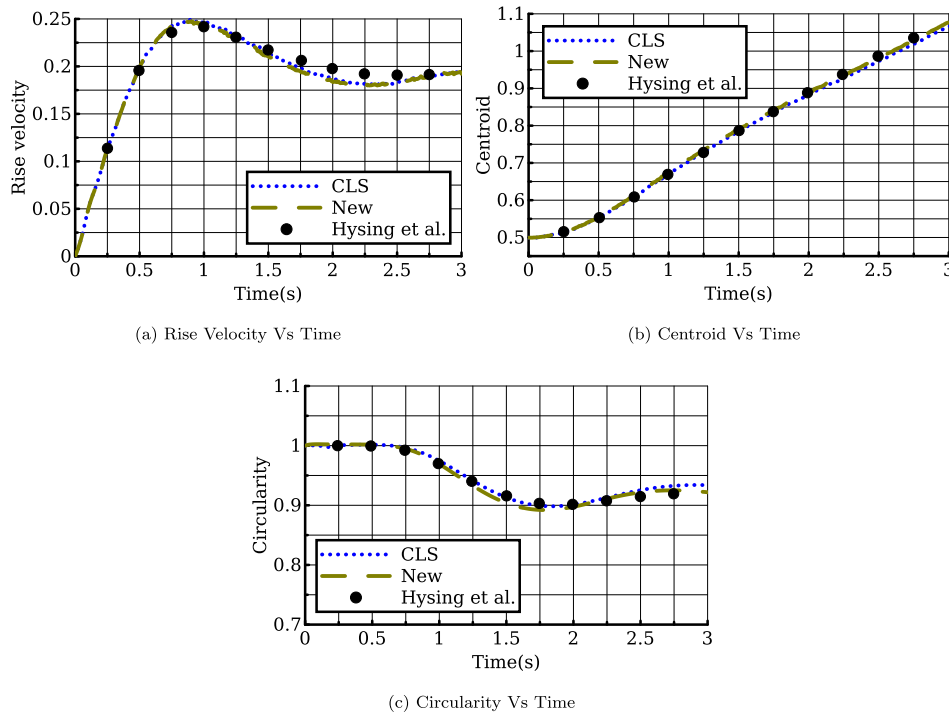 0.25
0.2
0.15
0.1
0.05
0
Rise velocity
CLS
New
Hysing et al.
0 0.5 1 1.5 2 2.5 3
Time(s)
(a) Rise Velocity Vs Time
1.1
1
0.9
0.8
0.7
0.6
0.5
Centroid
CLS
New
Hysing et al.
0 0.5 1 1.5 2 2.5 3
Time(s)
(b) Centroid Vs Time
1.1
1
0.9
0.8
0.7
Circularity
CLS
New
Hysing et al.
0 0.5 1 1.5 2 2.5 3
Time(s)
(c) Circularity Vs Time